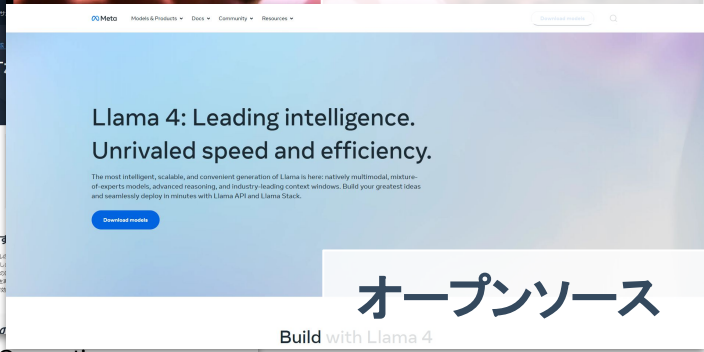 Meta
Models & Products
Docs
Community
Resources
Download models
Llama 4: Leading intelligence.
Unrivaled speed and efficiency.
The most intelligent, scalable, and convenient generation of Llama is here: natively multimodal, mixture-
of-experts models, advanced reasoning, and industry-leading context windows. Build your greatest ideas
and seamlessly deploy in minutes with Llama API and Llama Stack.
Download models
オープンソース
Build with Llama 4